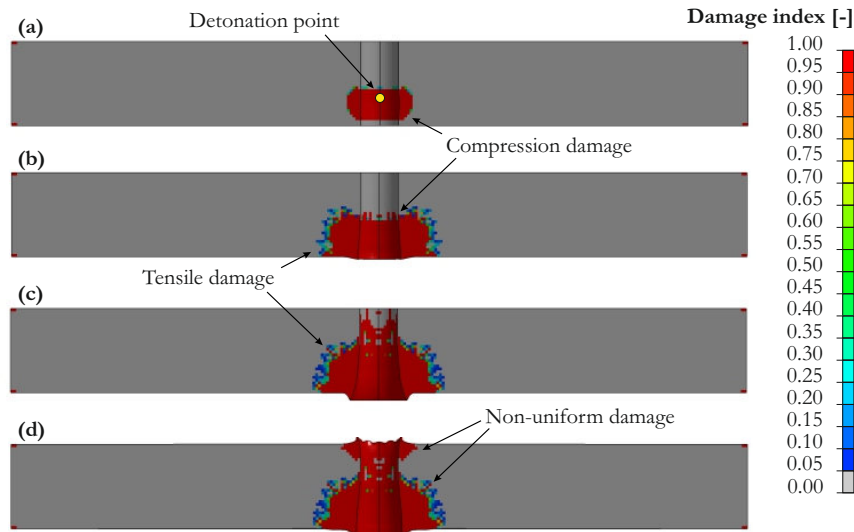 Detonation point
Damage index [-]
(a)
Compression damage
(b)
Tensile damage
(c)
Non-uniform damage
(d)
1.00
0.95
0.90
0.85
0.80
0.75
0.70
0.65
0.60
0.55
0.50
0.45
0.40
0.35
0.30
0.25
0.20
0.15
0.10
0.05
0.00